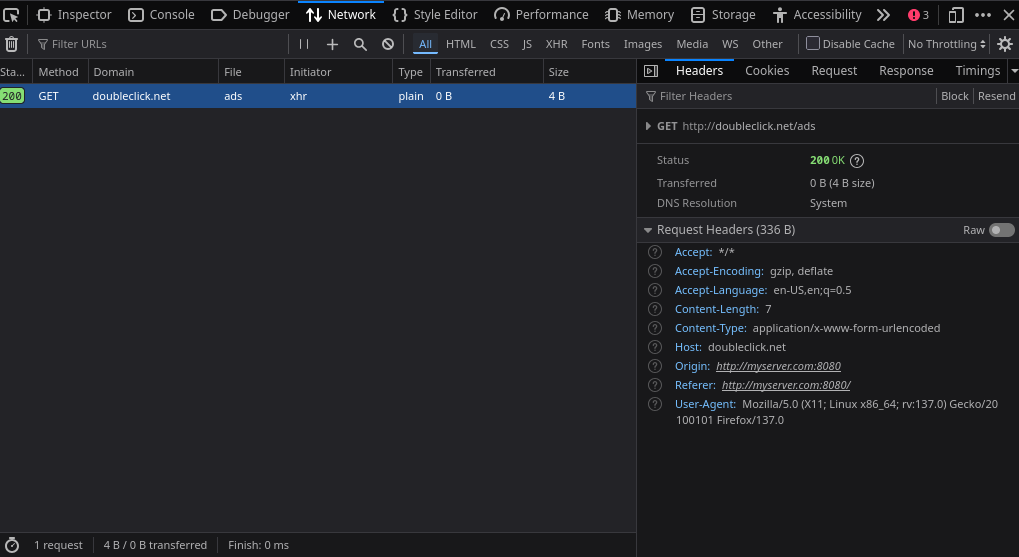 Inspector Console Debugger Network Style Editor Performance Memory Storage Accessibility 3
Filter URLs All HTML CSS JS XHR Fonts Images Media WS Other Disable Cache No Throttling
Sta... Method Domain File Initiator Type Transferred Size
200 GET doubleclick.net ads xhr plain 0 B 4 B
Headers Cookies Request Response Timings
Filter Headers Block Resend
GET http://doubleclick.net/ads
Status 200 OK
Transferred 0 B (4 B size)
DNS Resolution System
Request Headers (336 B) Raw
Accept: */*
Accept-Encoding: gzip, deflate
Accept-Language: en-US,en;q=0.5
Content-Length: 7
Content-Type: application/x-www-form-urlencoded
Host: doubleclick.net
Origin: http://myserver.com:8080
Referer: http://myserver.com:8080/
User-Agent: Mozilla/5.0 (X11; Linux x86_64; rv:137.0) Gecko/20
100101 Firefox/137.0
1 request 4 B / 0 B transferred Finish: 0 ms